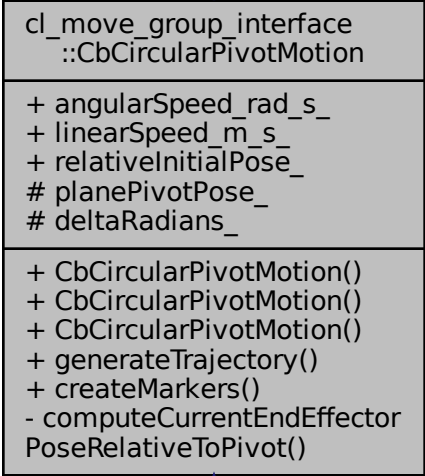 cl_move_group_interface
::CbCircularPivotMotion
+ angularSpeed_rad_s_
+ linearSpeed_m_s_
+ relativeInitialPose_
# planePivotPose_
# deltaRadians_
+ CbCircularPivotMotion()
+ CbCircularPivotMotion()
+ CbCircularPivotMotion()
+ generateTrajectory()
+ createMarkers()
- computeCurrentEndEffector
PoseRelativeToPivot()